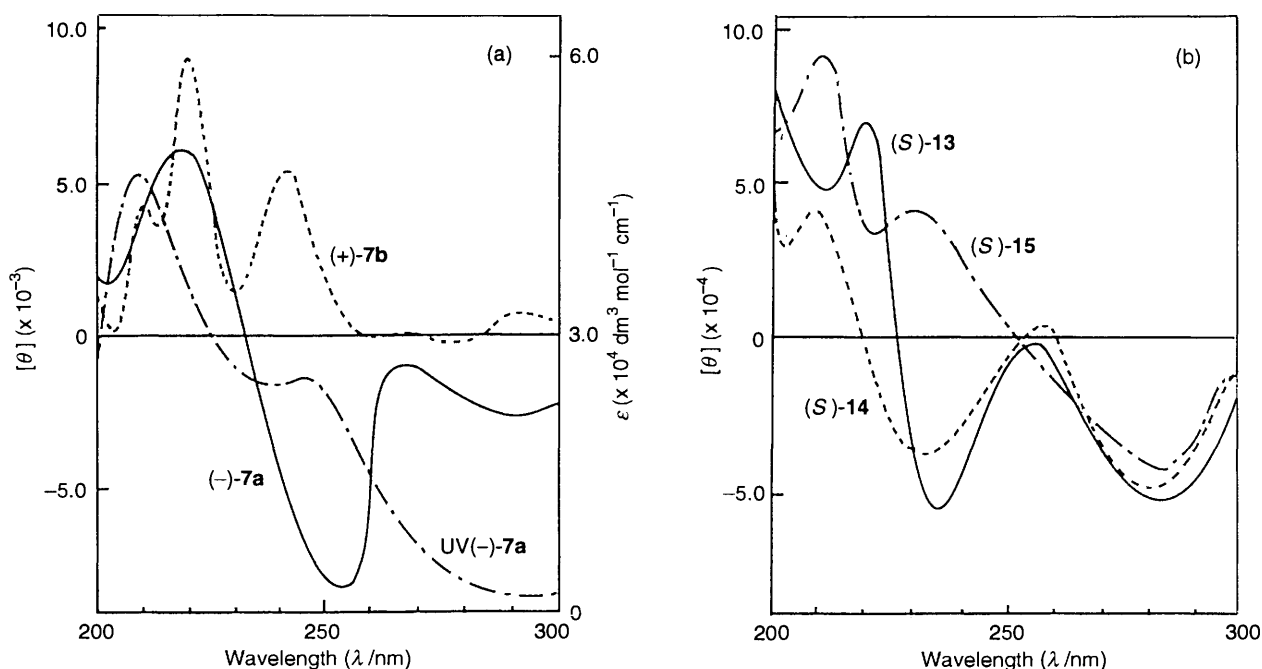 (a)
10.0
5.0
0
−5.0
[θ] (x 10⁻³)
6.0
3.0
0
ε (x 10⁴ dm³ mol⁻¹ cm⁻¹)
(+)-7b
(−)-7a
UV(−)-7a
200
250
300
Wavelength (λ /nm)
(b)
10.0
5.0
0
−5.0
[θ] (x 10⁻⁴)
(S)-13
(S)-15
(S)-14
200
250
300
Wavelength (λ /nm)